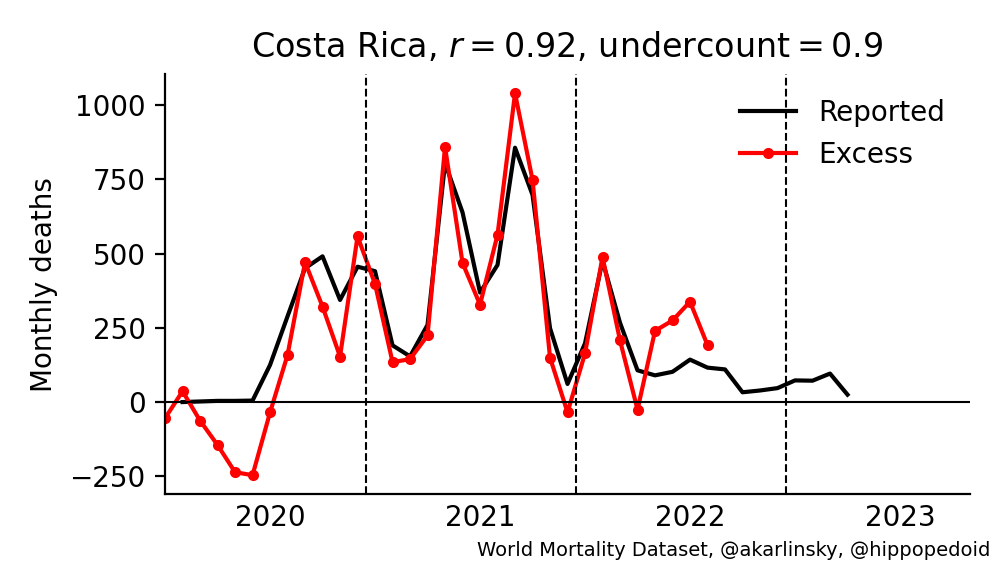 Costa Rica, r = 0.92, undercount = 0.9
Monthly deaths
1000
750
500
250
0
−250
Reported
Excess
2020 2021 2022 2023
World Mortality Dataset, @akarlinsky, @hippopedoid